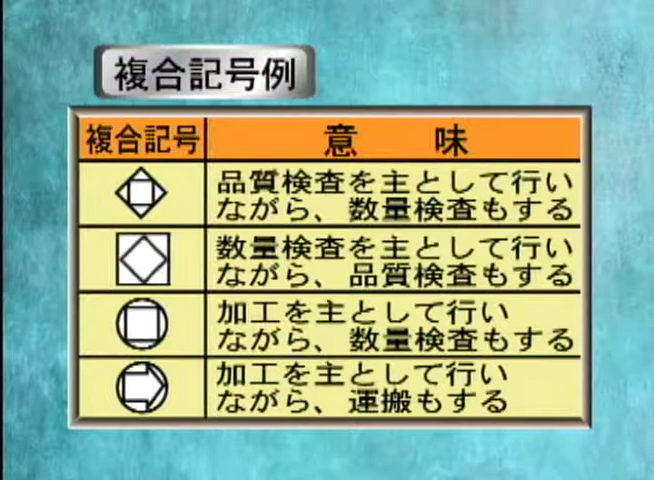 複合記号例
複合記号 意 味
品質検査を主として行い
ながら、数量検査もする
数量検査を主として行い
ながら、品質検査もする
加工を主として行い
ながら、数量検査もする
加工を主として行い
ながら、運搬もする